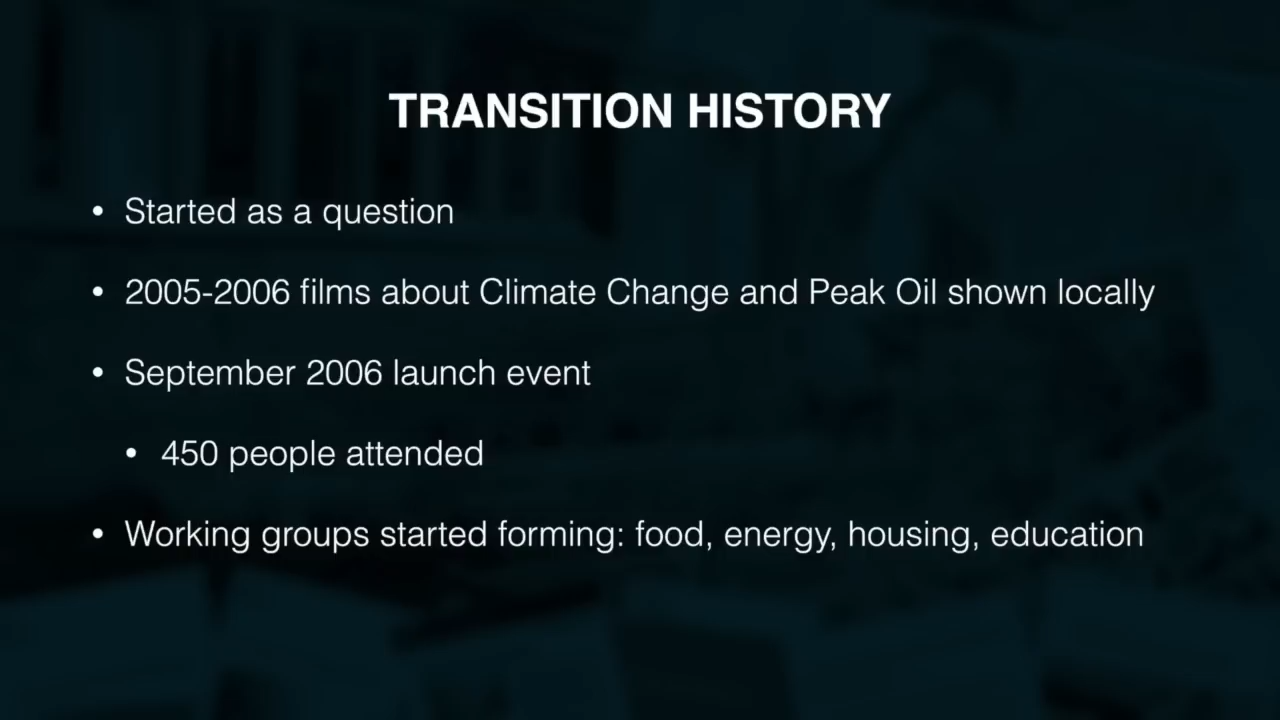 TRANSITION HISTORY
• Started as a question
• 2005-2006 films about Climate Change and Peak Oil shown locally
• September 2006 launch event
• 450 people attended
• Working groups started forming: food, energy, housing, education